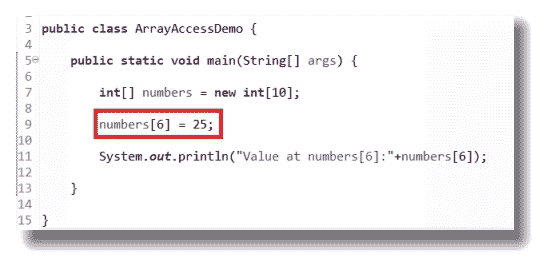 3 public class ArrayAccessDemo {
4
5 public static void main(String[] args) {
6
7 int[] numbers = new int[10];
8
9 numbers[6] = 25;
10
11 System.out.println("Value at numbers[6]:"+numbers[6]);
12
13 }
14
15 }